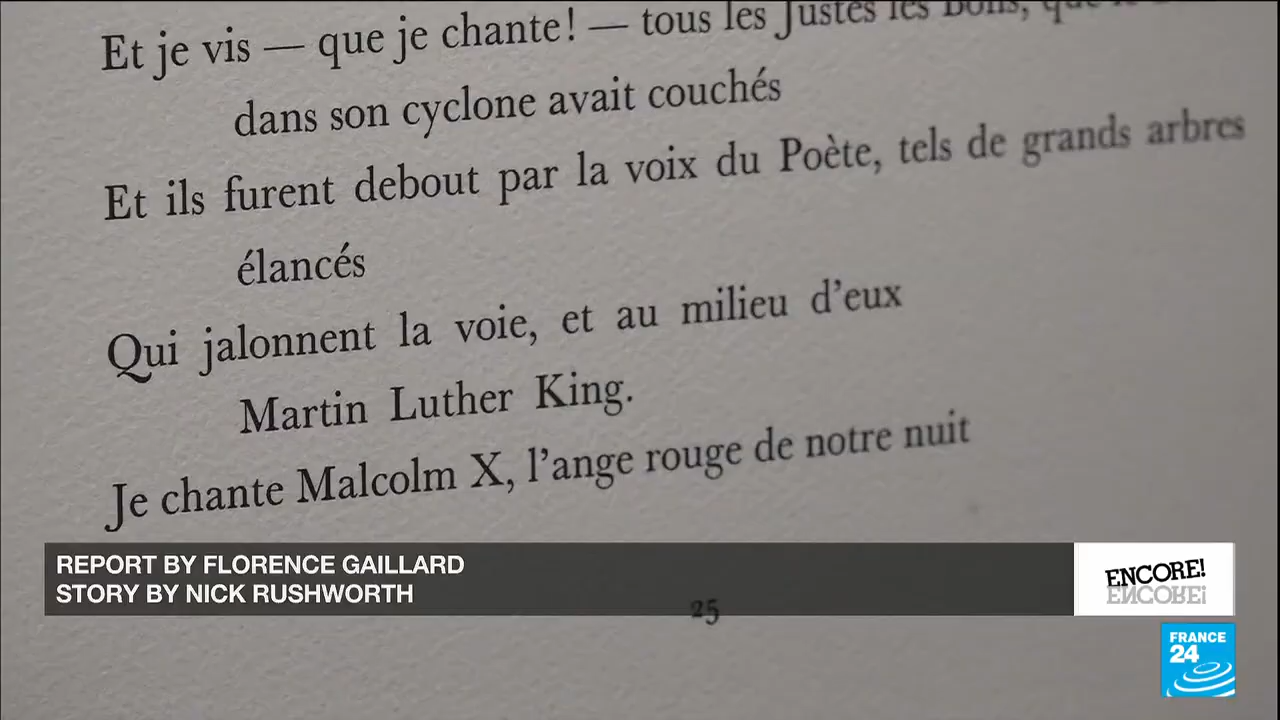 Et je vis — que je chante! — tous les Justes les Bons, que
dans son cyclone avait couchés
Et ils furent debout par la voix du Poète, tels de grands arbres
élancés
Qui jalonnent la voie, et au milieu d'eux
Martin Luther King.
Je chante Malcolm X, l'ange rouge de notre nuit
REPORT BY FLORENCE GAILLARD
STORY BY NICK RUSHWORTH
ENCORE!
ENCORE!
25
FRANCE
24